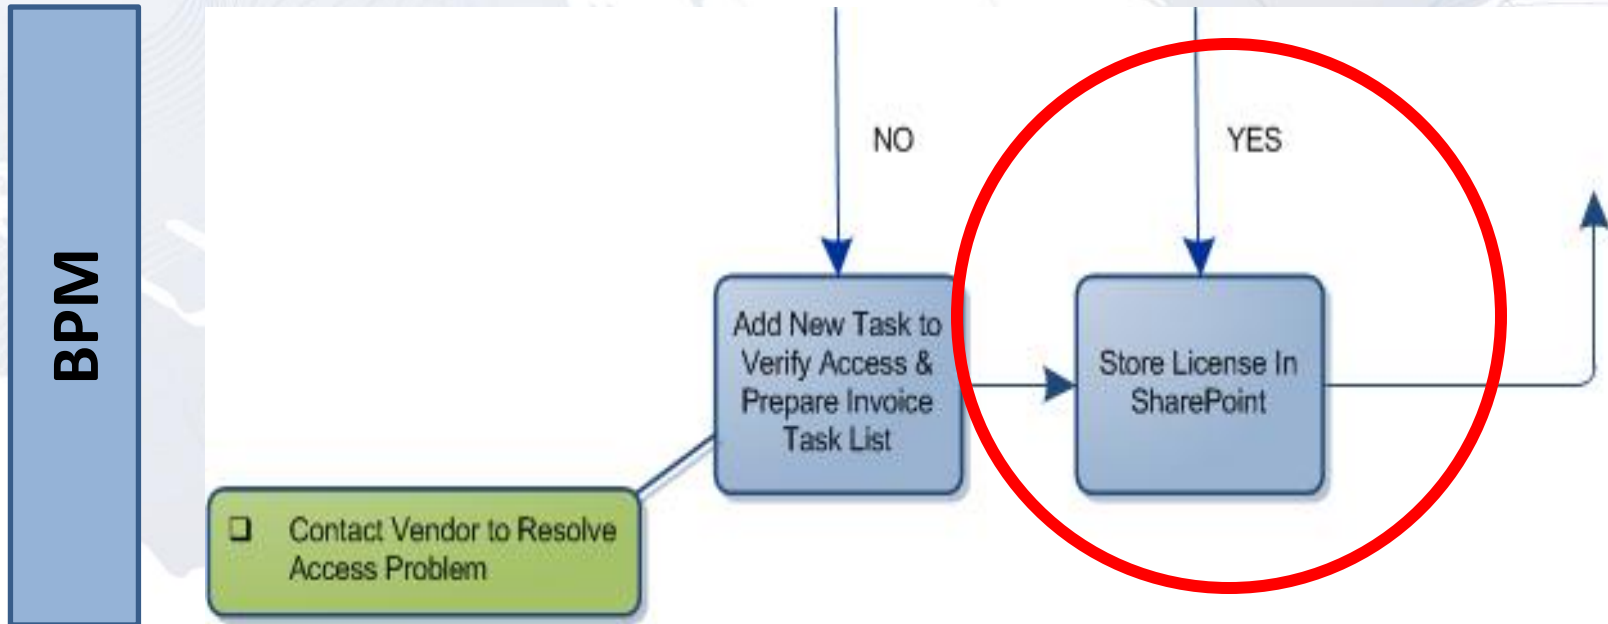 BPM
NO
YES
Add New Task to
Verify Access &
Prepare Invoice
Task List
Store License In
SharePoint
Contact Vendor to Resolve
Access Problem